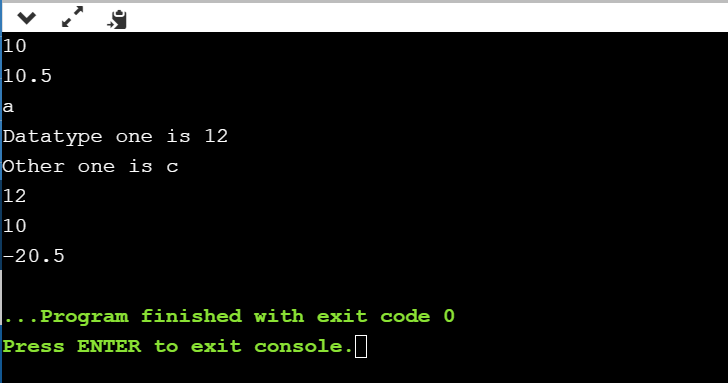 10
10.5
a
Datatype one is 12
Other one is c
12
10
-20.5
...Program finished with exit code 0
Press ENTER to exit console.